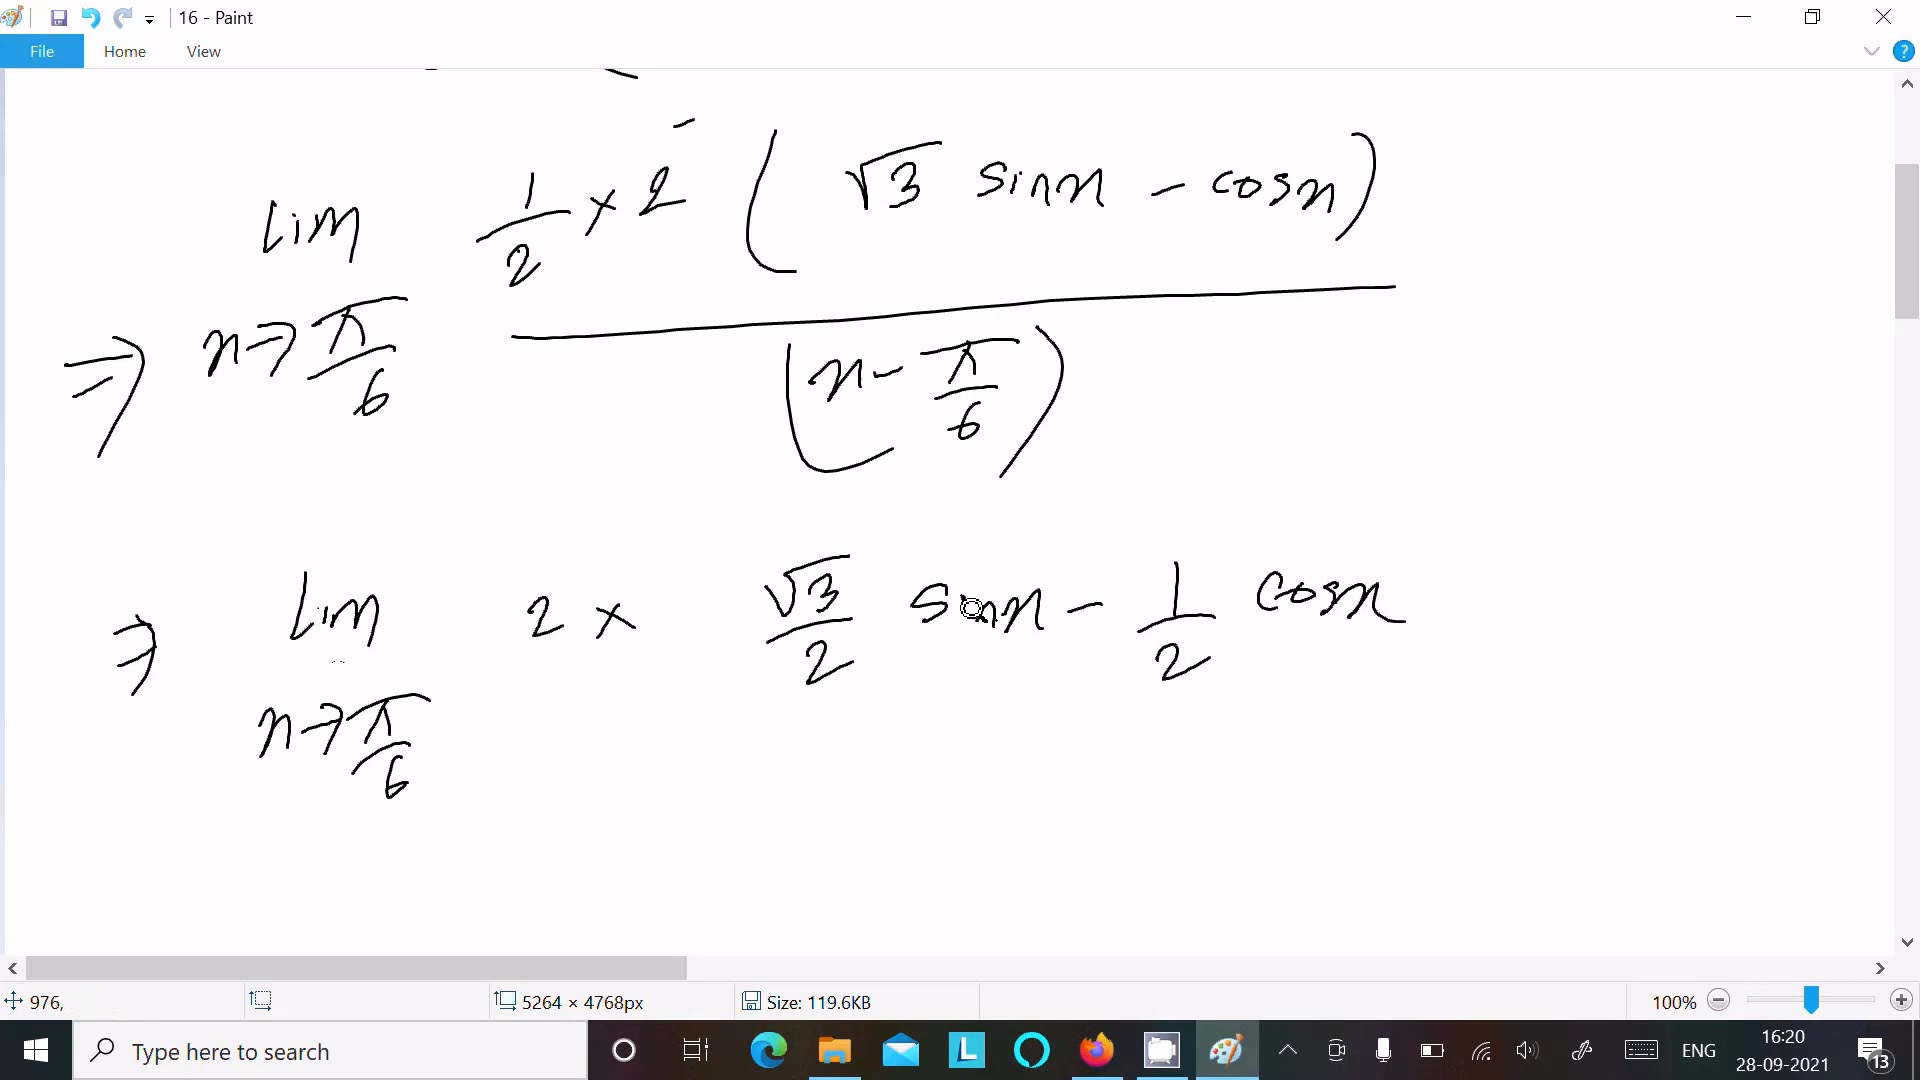 16 - Paint
File Home View
lim x→π/6 1/2 × 2 (√3 sinx - cosx)
⇒ (x - π/6)
⇒ lim x→π/6 2 × √3/2 sinx - 1/2 cosx
976,
5264 × 4768px
Size: 119.6KB
100%
Type here to search
L
ENG
16:20
28-09-2021
13